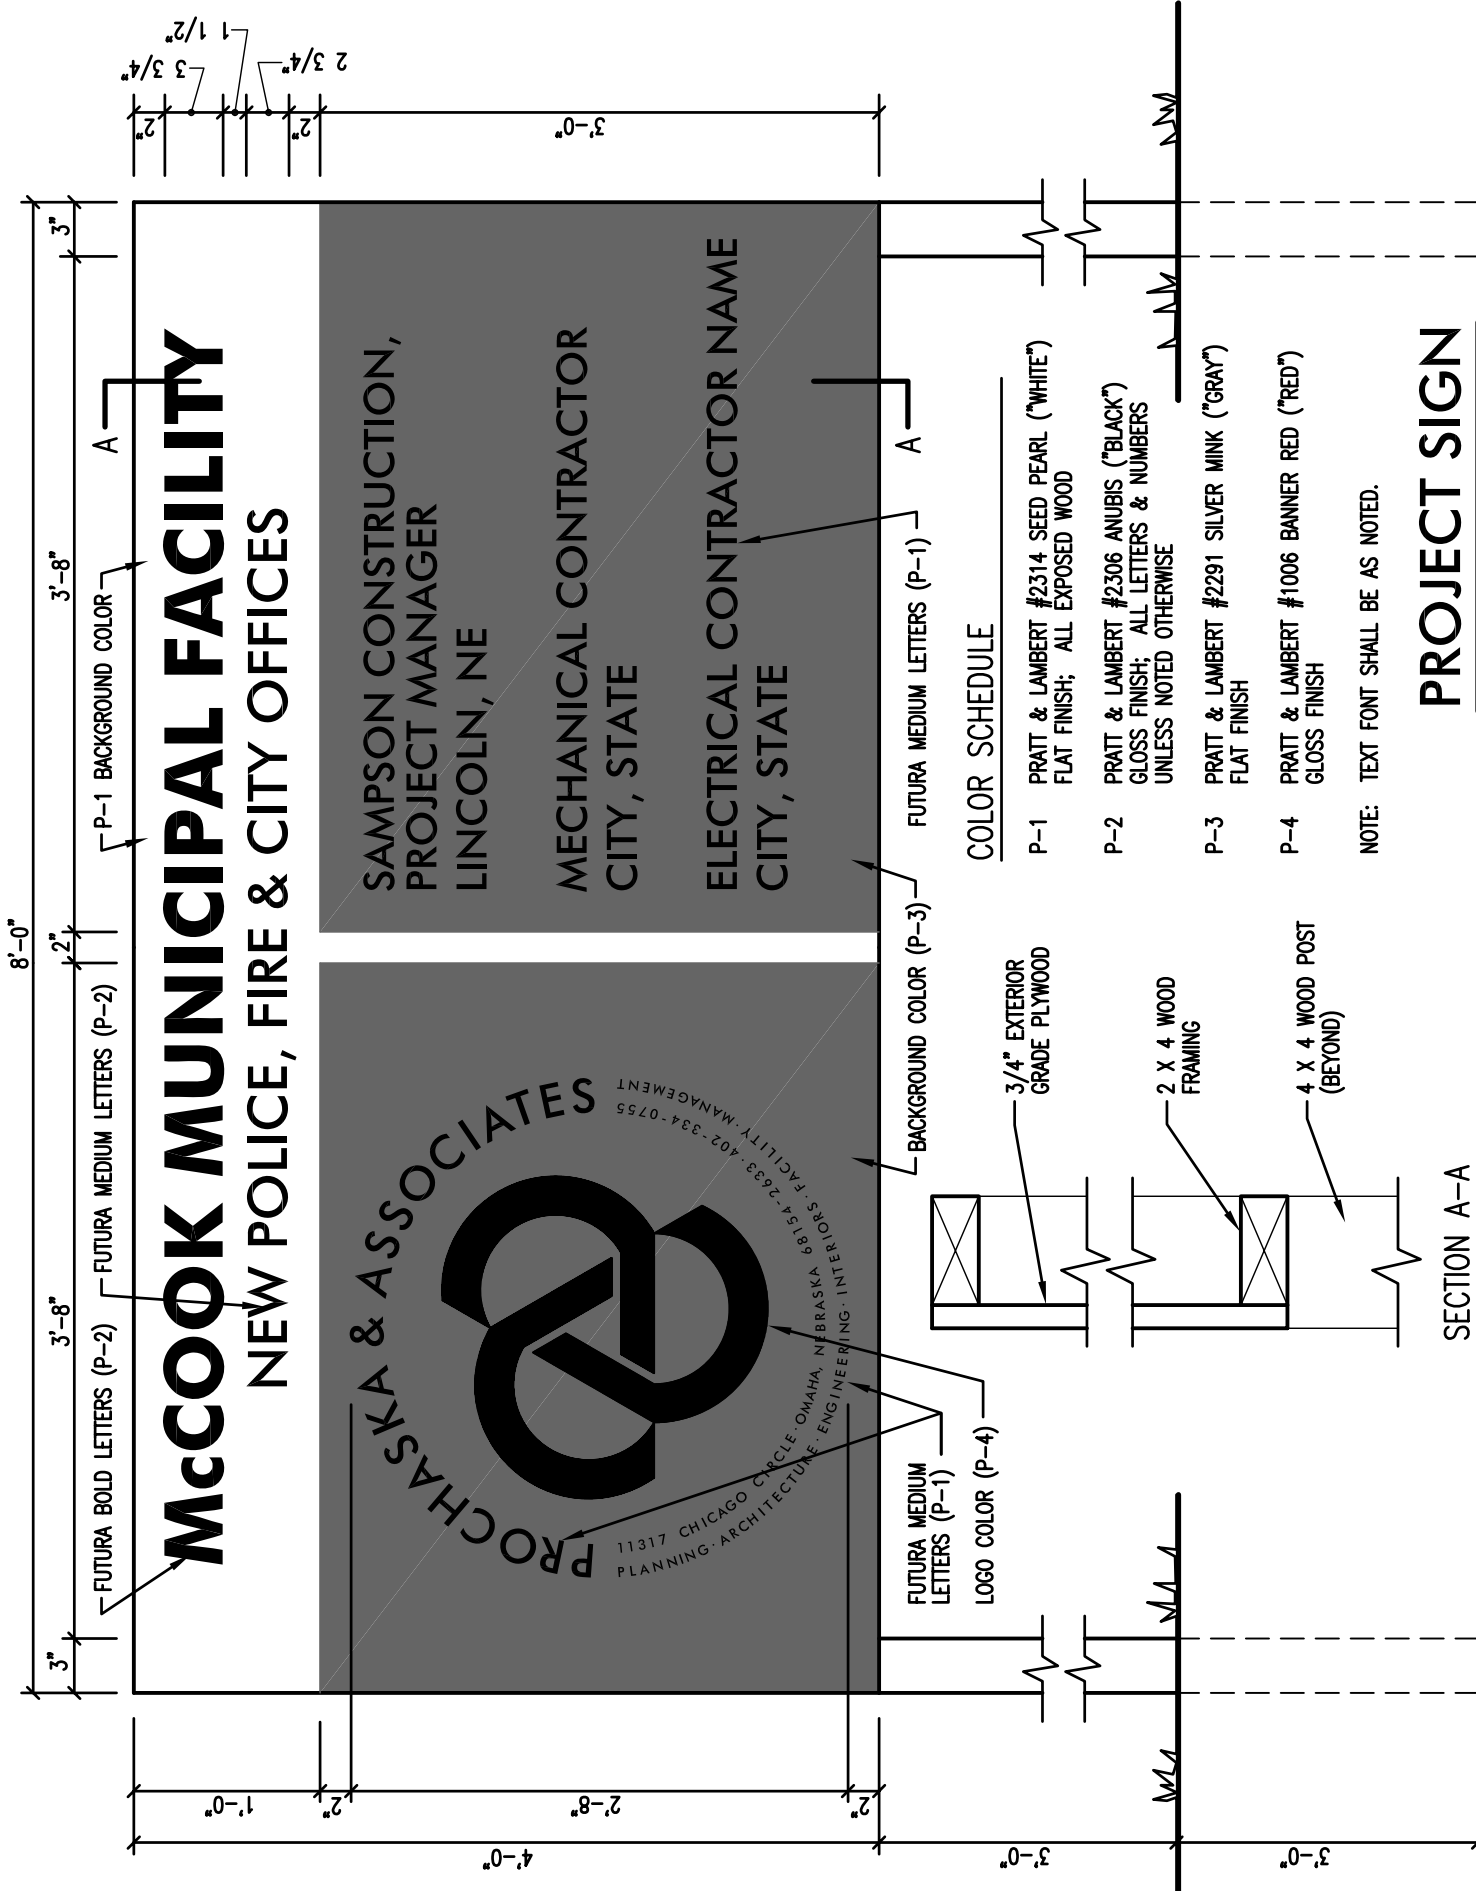 8'-0"
3"
3'-8"
2"
3'-8"
3"
FUTURA BOLD LETTERS (P-2)
FUTURA MEDIUM LETTERS (P-2)
P-1 BACKGROUND COLOR
A
McCOOK MUNICIPAL FACILITY
NEW POLICE, FIRE & CITY OFFICES
2"
3 3/4"
1 1/2"
2 3/4"
2"
3'-0"
1'-0"
2"
2'-8"
2"
4'-0"
3'-0"
3'-0"
PROCHASKA & ASSOCIATES
11317 CHICAGO CIRCLE·OMAHA, NEBRASKA 68154-2633·402-334-0755
PLANNING·ARCHITECTURE·ENGINEERING·INTERIORS·FACILITY·MANAGEMENT
SAMPSON CONSTRUCTION,
PROJECT MANAGER
LINCOLN, NE
MECHANICAL CONTRACTOR
CITY, STATE
ELECTRICAL CONTRACTOR NAME
CITY, STATE
A
FUTURA MEDIUM
LETTERS (P-1)
LOGO COLOR (P-4)
BACKGROUND COLOR (P-3)
FUTURA MEDIUM LETTERS (P-1)
3/4" EXTERIOR
GRADE PLYWOOD
2 X 4 WOOD
FRAMING
4 X 4 WOOD POST
(BEYOND)
SECTION A-A
COLOR SCHEDULE
P-1 PRATT & LAMBERT #2314 SEED PEARL ("WHITE")
FLAT FINISH; ALL EXPOSED WOOD
P-2 PRATT & LAMBERT #2306 ANUBIS ("BLACK")
GLOSS FINISH; ALL LETTERS & NUMBERS
UNLESS NOTED OTHERWISE
P-3 PRATT & LAMBERT #2291 SILVER MINK ("GRAY")
FLAT FINISH
P-4 PRATT & LAMBERT #1006 BANNER RED ("RED")
GLOSS FINISH
NOTE: TEXT FONT SHALL BE AS NOTED.
PROJECT SIGN